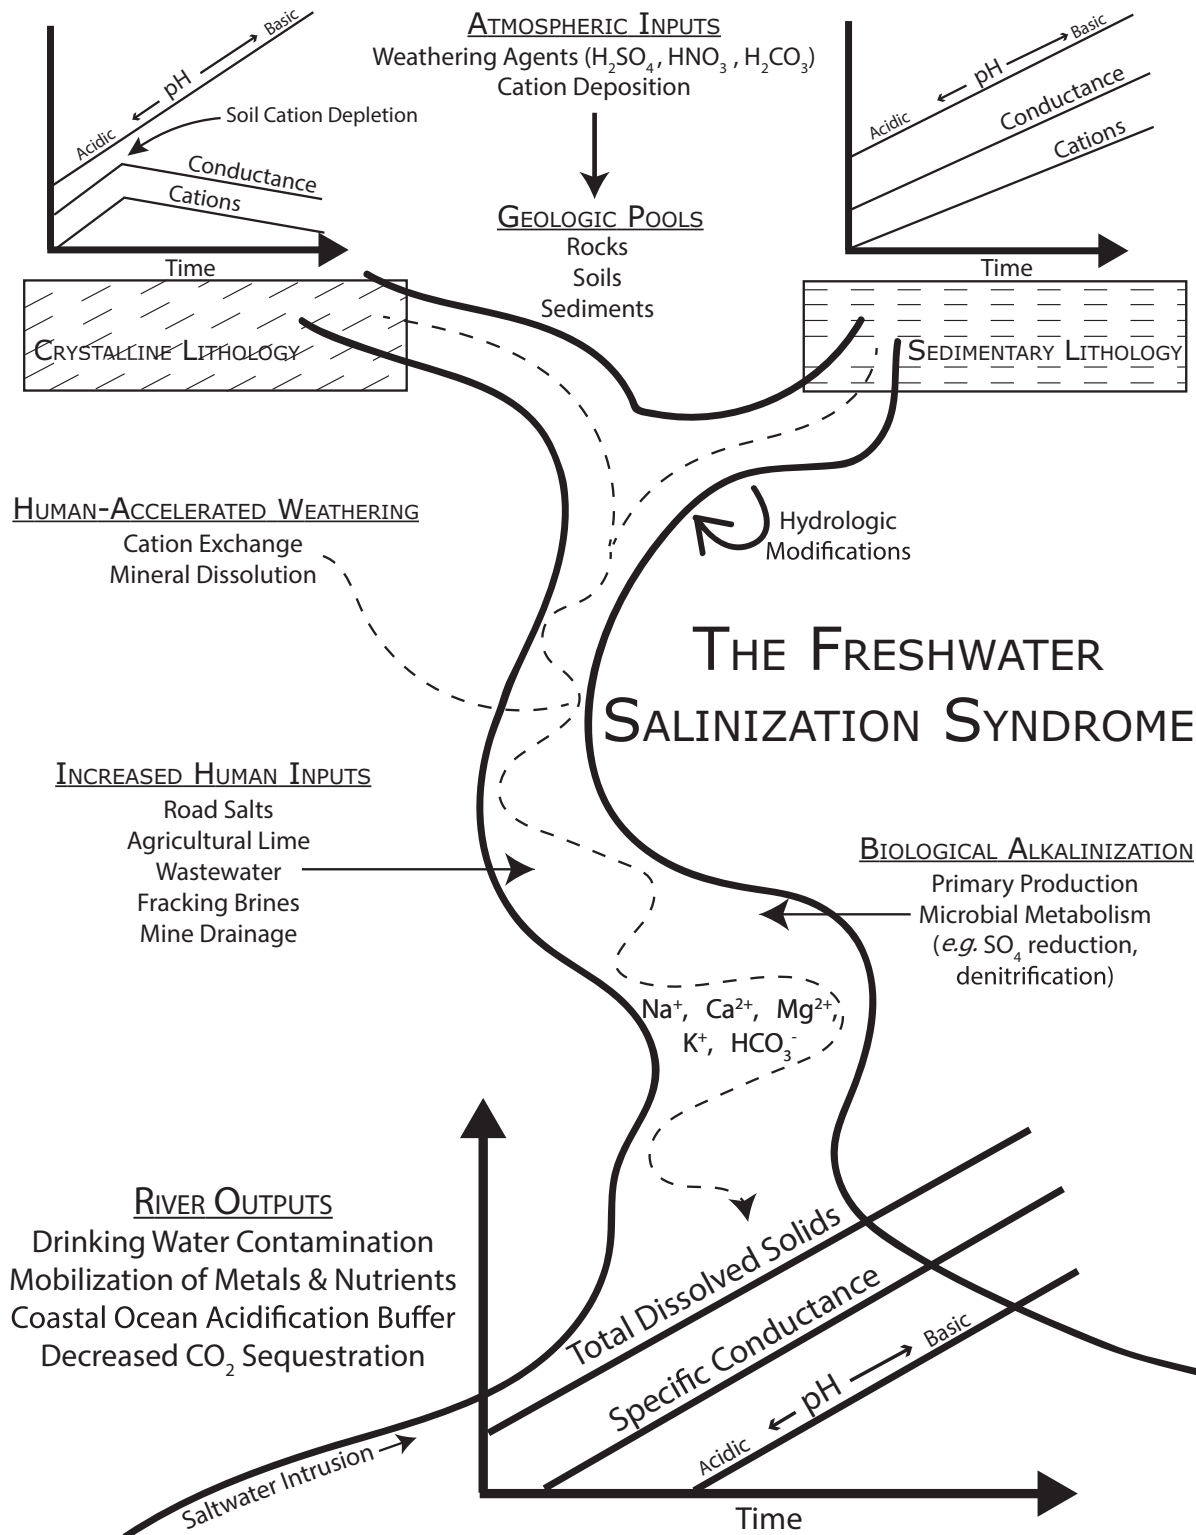 Acidic
pH
Basic
Soil Cation Depletion
Conductance
Cations
Time
ATMOSPHERIC INPUTS
Weathering Agents (H₂SO₄, HNO₃ , H₂CO₃)
Cation Deposition
GEOLOGIC POOLS
Rocks
Soils
Sediments
Acidic
pH
Basic
Conductance
Cations
Time
CRYSTALLINE LITHOLOGY
SEDIMENTARY LITHOLOGY
HUMAN-ACCELERATED WEATHERING
Cation Exchange
Mineral Dissolution
Hydrologic
Modifications
THE FRESHWATER
SALINIZATION SYNDROME
INCREASED HUMAN INPUTS
Road Salts
Agricultural Lime
Wastewater
Fracking Brines
Mine Drainage
BIOLOGICAL ALKALINIZATION
Primary Production
Microbial Metabolism
(e.g. SO₄ reduction,
denitrification)
Na⁺, Ca²⁺, Mg²⁺,
K⁺, HCO₃⁻
RIVER OUTPUTS
Drinking Water Contamination
Mobilization of Metals & Nutrients
Coastal Ocean Acidification Buffer
Decreased CO₂ Sequestration
Saltwater Intrusion
Total Dissolved Solids
Specific Conductance
Acidic
pH
Basic
Time